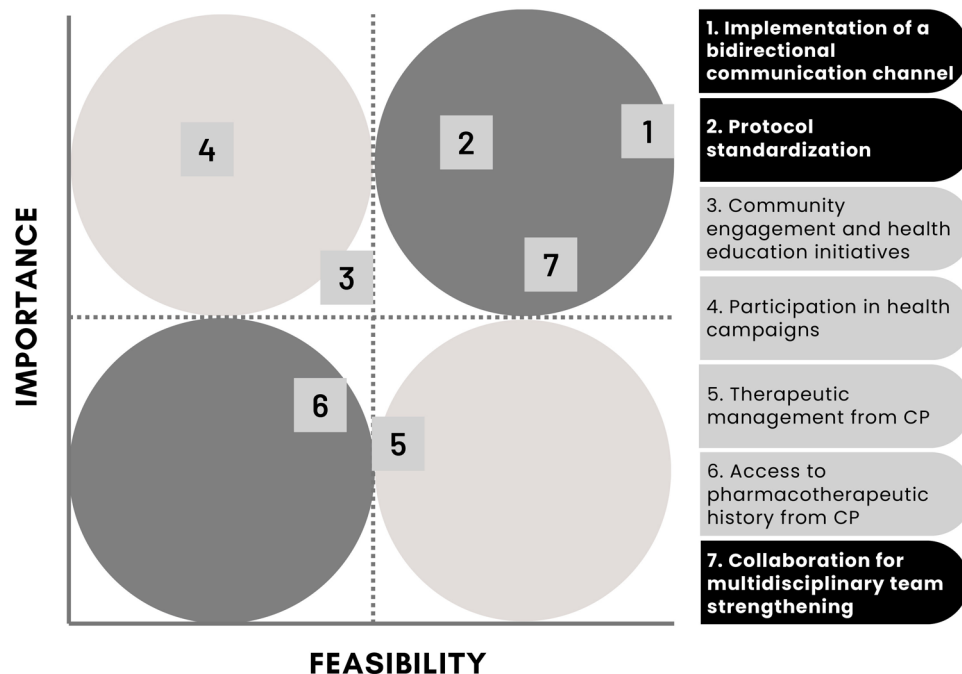 IMPORTANCE
4
2
1
3
7
6
5
FEASIBILITY
1. Implementation of a
bidirectional
communication channel
2. Protocol
standardization
3. Community
engagement and health
education initiatives
4. Participation in health
campaigns
5. Therapeutic
management from CP
6. Access to
pharmacotherapeutic
history from CP
7. Collaboration for
multidisciplinary team
strengthening